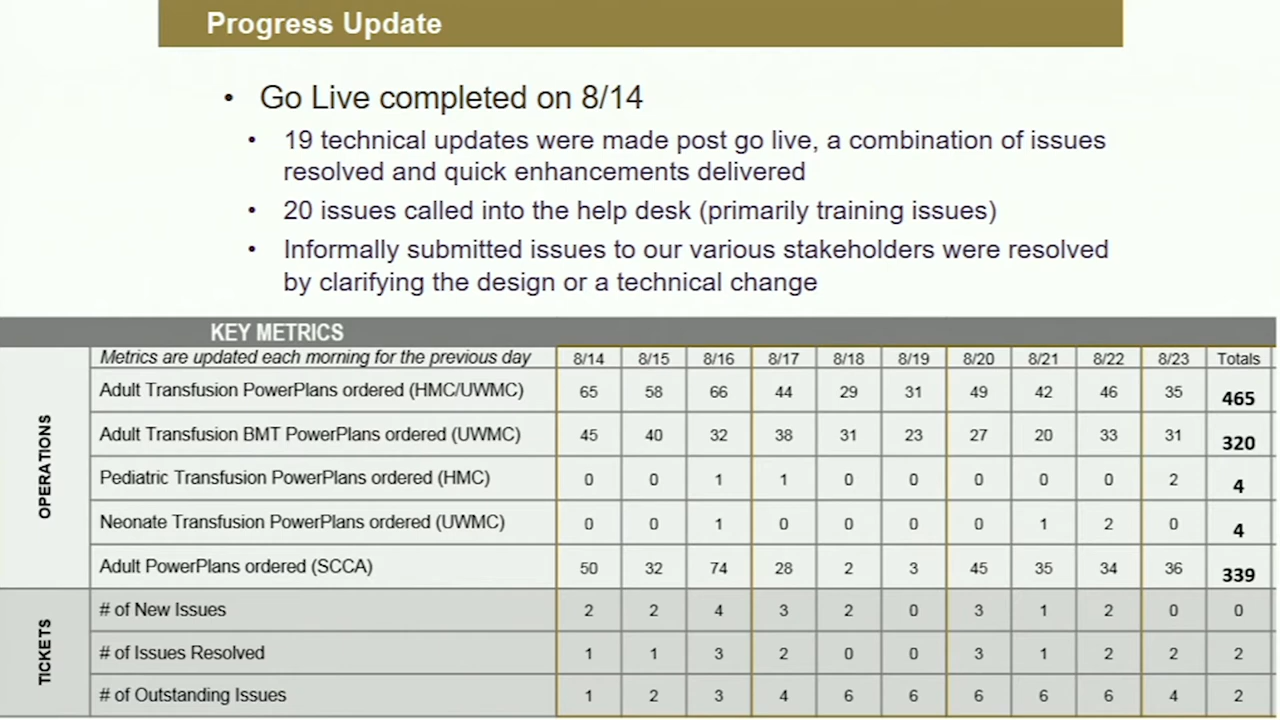 Progress Update
• Go Live completed on 8/14
• 19 technical updates were made post go live, a combination of issues
resolved and quick enhancements delivered
• 20 issues called into the help desk (primarily training issues)
• Informally submitted issues to our various stakeholders were resolved
by clarifying the design or a technical change
KEY METRICS
Metrics are updated each morning for the previous day 8/14 8/15 8/16 8/17 8/18 8/19 8/20 8/21 8/22 8/23 Totals
OPERATIONS
Adult Transfusion PowerPlans ordered (HMC/UWMC) 65 58 66 44 29 31 49 42 46 35 465
Adult Transfusion BMT PowerPlans ordered (UWMC) 45 40 32 38 31 23 27 20 33 31 320
Pediatric Transfusion PowerPlans ordered (HMC) 0 0 1 1 0 0 0 0 0 2 4
Neonate Transfusion PowerPlans ordered (UWMC) 0 0 1 0 0 0 0 1 2 0 4
Adult PowerPlans ordered (SCCA) 50 32 74 28 2 3 45 35 34 36 339
TICKETS
# of New Issues 2 2 4 3 2 0 3 1 2 0 0
# of Issues Resolved 1 1 3 2 0 0 3 1 2 2 2
# of Outstanding Issues 1 2 3 4 6 6 6 6 6 4 2